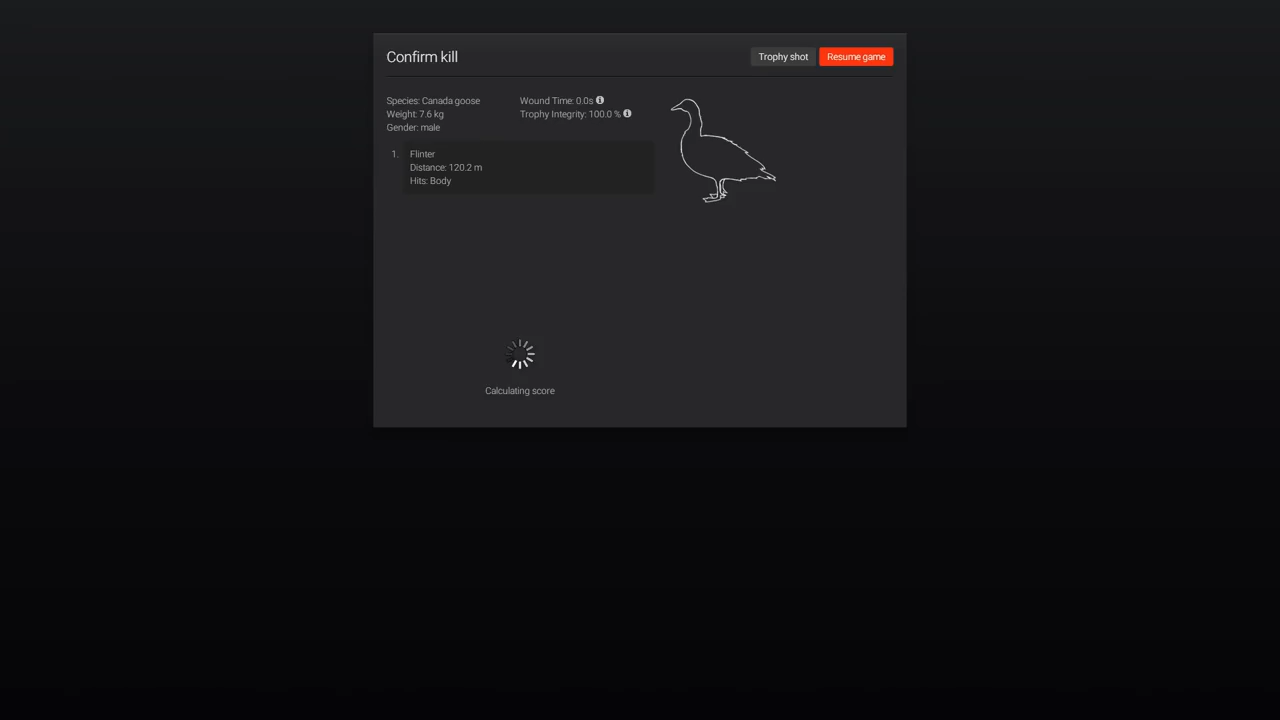 Confirm kill
Trophy shot
Resume game
Species: Canada goose
Weight: 7.6 kg
Gender: male
Wound Time: 0.0s
Trophy Integrity: 100.0 %
1.
Flinter
Distance: 120.2 m
Hits: Body
Calculating score